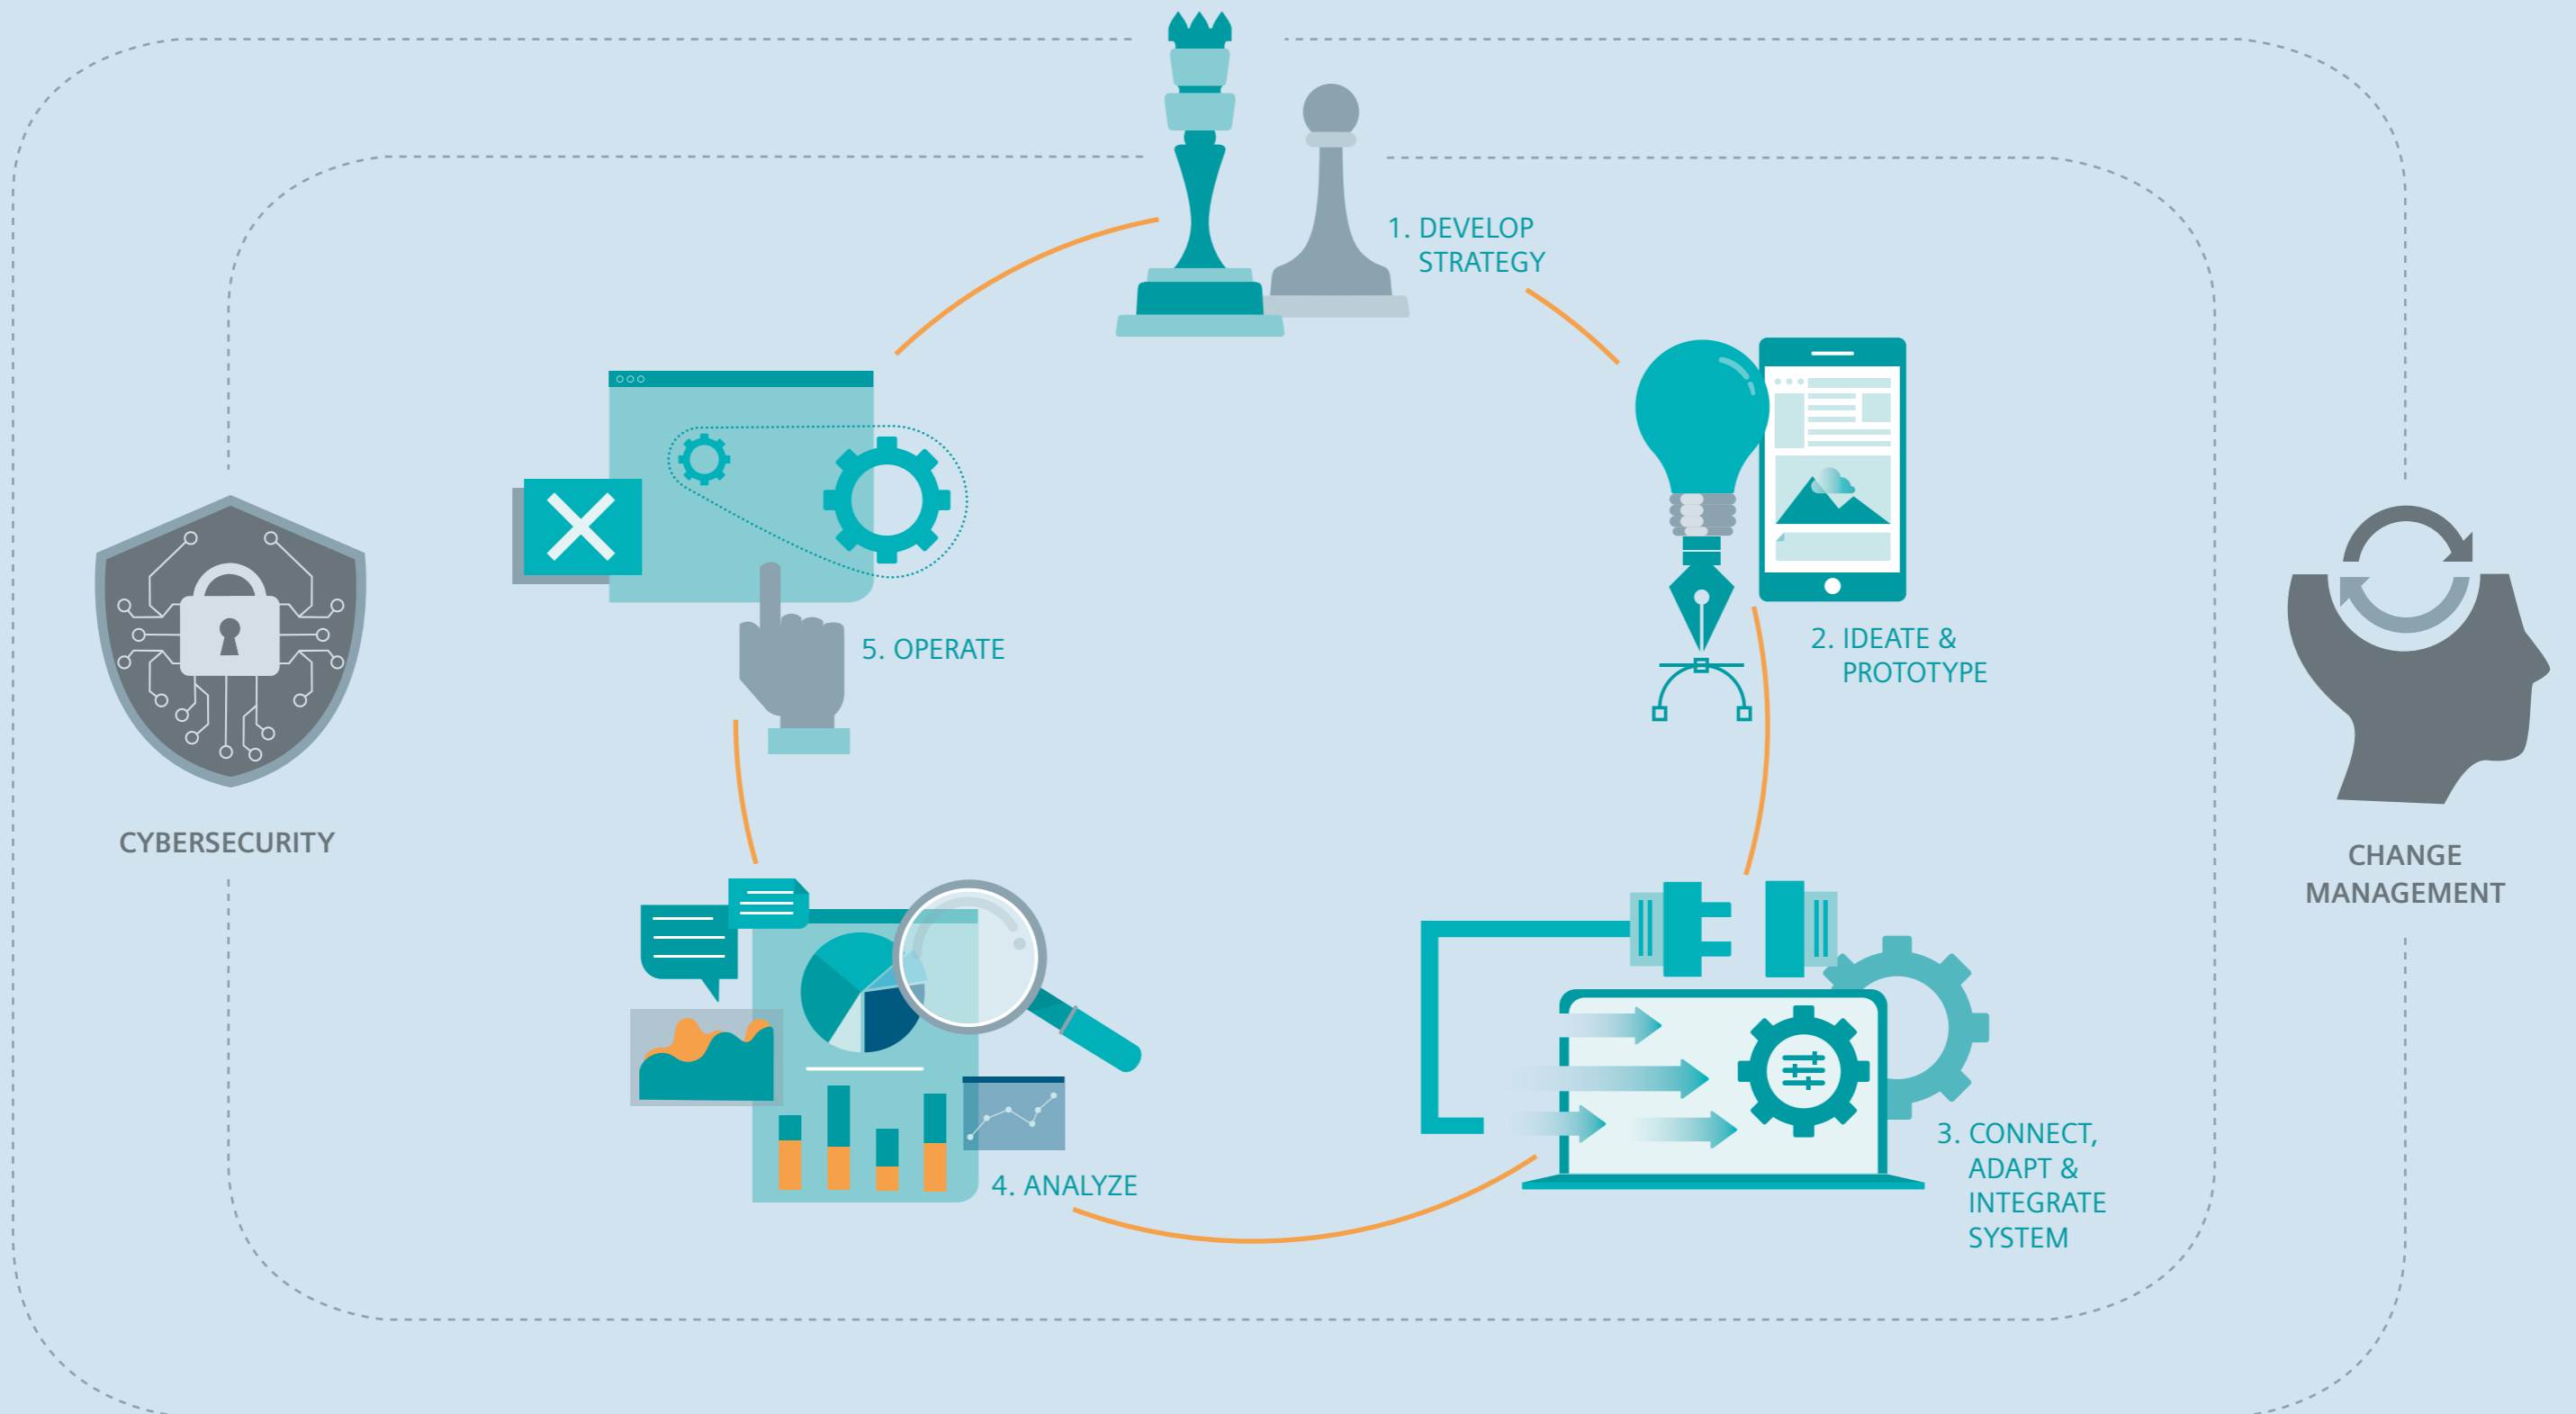 1. DEVELOP
STRATEGY
2. IDEATE &
PROTOTYPE
3. CONNECT,
ADAPT &
INTEGRATE
SYSTEM
4. ANALYZE
5. OPERATE
CYBERSECURITY
CHANGE
MANAGEMENT